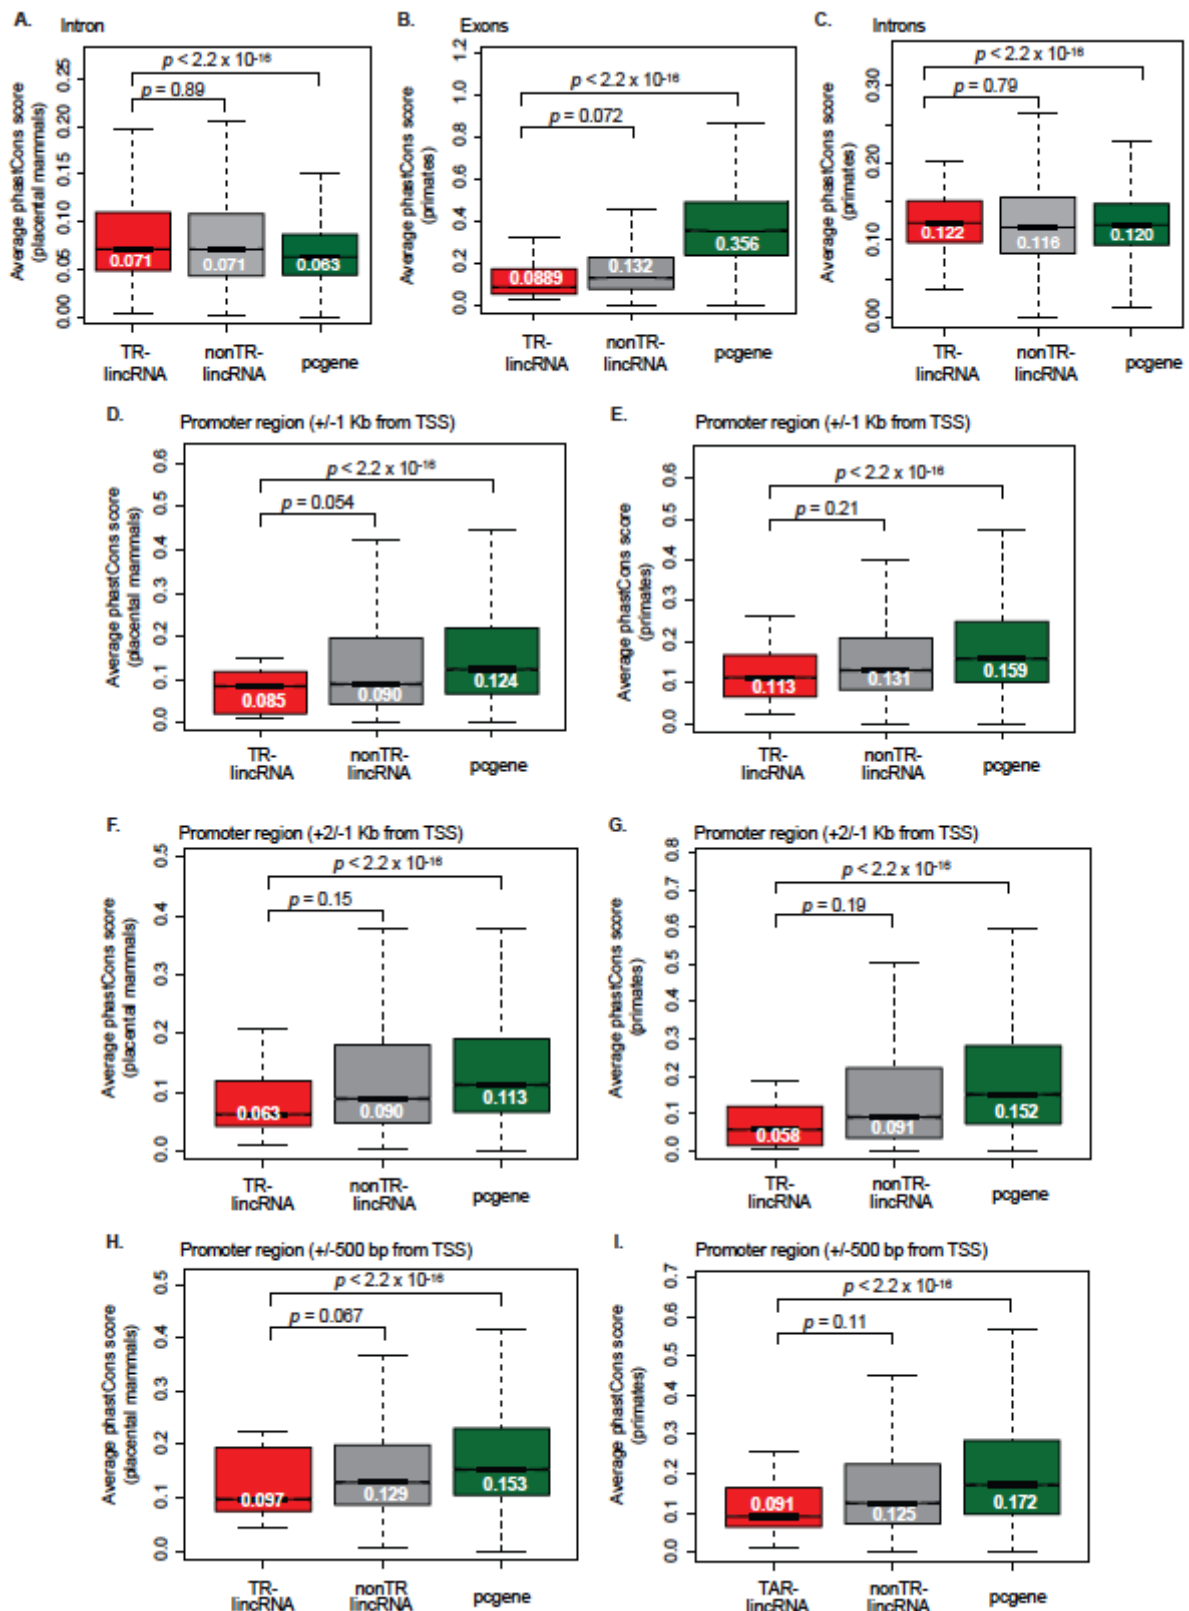 A. Intron
Average phastCons score
(placental mammals)
0.00 0.05 0.10 0.15 0.20 0.25
p < 2.2 x 10-16
p = 0.89
0.071
0.071
0.063
TR-
lincRNA
nonTR-
lincRNA
pcgene
B. Exons
Average phastCons score
(primates)
0.0 0.2 0.4 0.6 0.8 1.0 1.2
p < 2.2 x 10-16
p = 0.072
0.0889
0.132
0.356
TR-
lincRNA
nonTR-
lincRNA
pcgene
C. Introns
Average phastCons score
(primates)
0.00 0.10 0.20 0.30
p < 2.2 x 10-16
p = 0.79
0.122
0.116
0.120
TR-
lincRNA
nonTR-
lincRNA
pcgene
D. Promoter region (+/-1 Kb from TSS)
Average phastCons score
(placental mammals)
0.0 0.1 0.2 0.3 0.4 0.5 0.6
p < 2.2 x 10-16
p = 0.054
0.085
0.090
0.124
TR-
lincRNA
nonTR-
lincRNA
pcgene
E. Promoter region (+/-1 Kb from TSS)
Average phastCons score
(primates)
0.0 0.1 0.2 0.3 0.4 0.5 0.6
p < 2.2 x 10-16
p = 0.21
0.113
0.131
0.159
TR-
lincRNA
nonTR-
lincRNA
pcgene
F. Promoter region (+2/-1 Kb from TSS)
Average phastCons score
(placental mammals)
0.0 0.1 0.2 0.3 0.4 0.5
p < 2.2 x 10-16
p = 0.15
0.063
0.090
0.113
TR-
lincRNA
nonTR-
lincRNA
pcgene
G. Promoter region (+2/-1 Kb from TSS)
Average phastCons score
(primates)
0.0 0.1 0.2 0.3 0.4 0.5 0.6 0.7 0.8
p < 2.2 x 10-16
p = 0.19
0.058
0.091
0.152
TR-
lincRNA
nonTR-
lincRNA
pcgene
H. Promoter region (+/-500 bp from TSS)
Average phastCons score
(placental mammals)
0.0 0.1 0.2 0.3 0.4 0.5
p < 2.2 x 10-16
p = 0.067
0.097
0.129
0.153
TR-
lincRNA
nonTR
lincRNA
pcgene
I. Promoter region (+/-500 bp from TSS)
Average phastCons score
(primates)
0.0 0.1 0.2 0.3 0.4 0.5 0.6 0.7
p < 2.2 x 10-16
p = 0.11
0.091
0.125
0.172
TAR-
lincRNA
nonTR-
lincRNA
pcgene